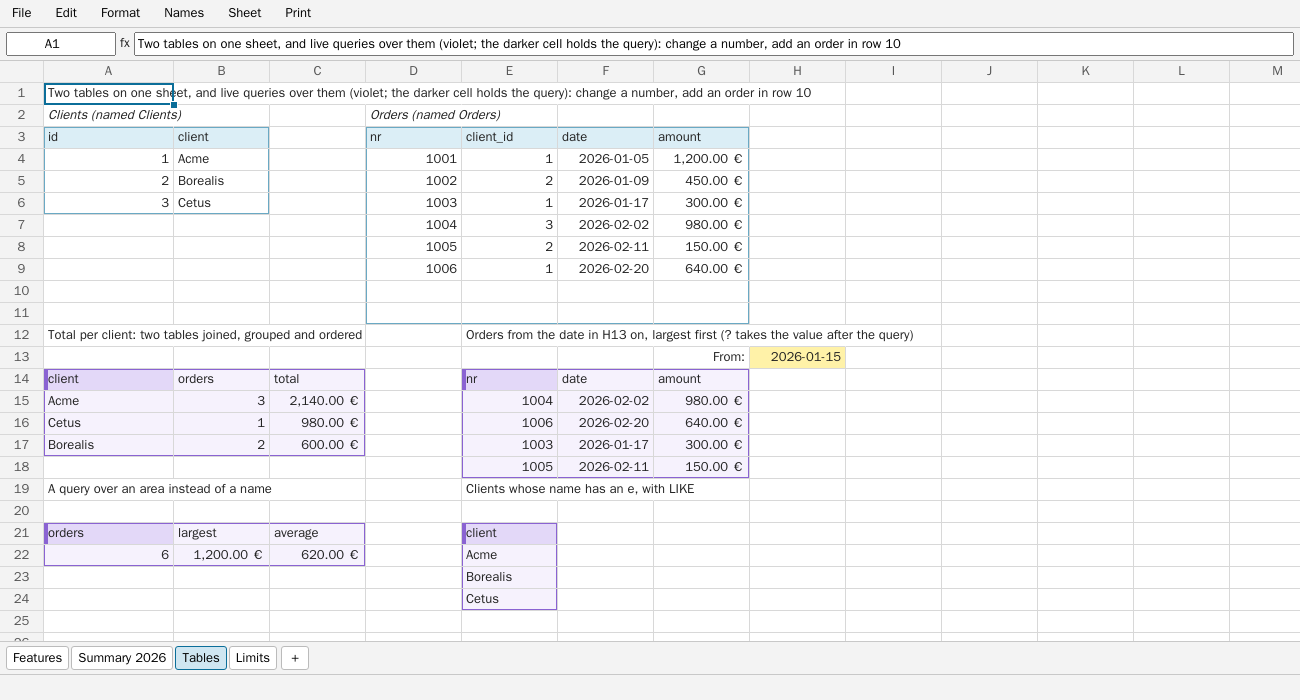 File Edit Format Names Sheet Print
A1 fx Two tables on one sheet, and live queries over them (violet; the darker cell holds the query): change a number, add an order in row 10
A B C D E F G H I J K L M
1 Two tables on one sheet, and live queries over them (violet; the darker cell holds the query): change a number, add an order in row 10
2 Clients (named Clients) Orders (named Orders)
3 id client nr client_id date amount
4 1 Acme 1001 1 2026-01-05 1,200.00 €
5 2 Borealis 1002 2 2026-01-09 450.00 €
6 3 Cetus 1003 1 2026-01-17 300.00 €
7 1004 3 2026-02-02 980.00 €
8 1005 2 2026-02-11 150.00 €
9 1006 1 2026-02-20 640.00 €
10
11
12 Total per client: two tables joined, grouped and ordered Orders from the date in H13 on, largest first (? takes the value after the query)
13 From: 2026-01-15
14 client orders total nr date amount
15 Acme 3 2,140.00 € 1004 2026-02-02 980.00 €
16 Cetus 1 980.00 € 1006 2026-02-20 640.00 €
17 Borealis 2 600.00 € 1003 2026-01-17 300.00 €
18 1005 2026-02-11 150.00 €
19 A query over an area instead of a name Clients whose name has an e, with LIKE
20
21 orders largest average client
22 6 1,200.00 € 620.00 € Acme
23 Borealis
24 Cetus
25
Features Summary 2026 Tables Limits +